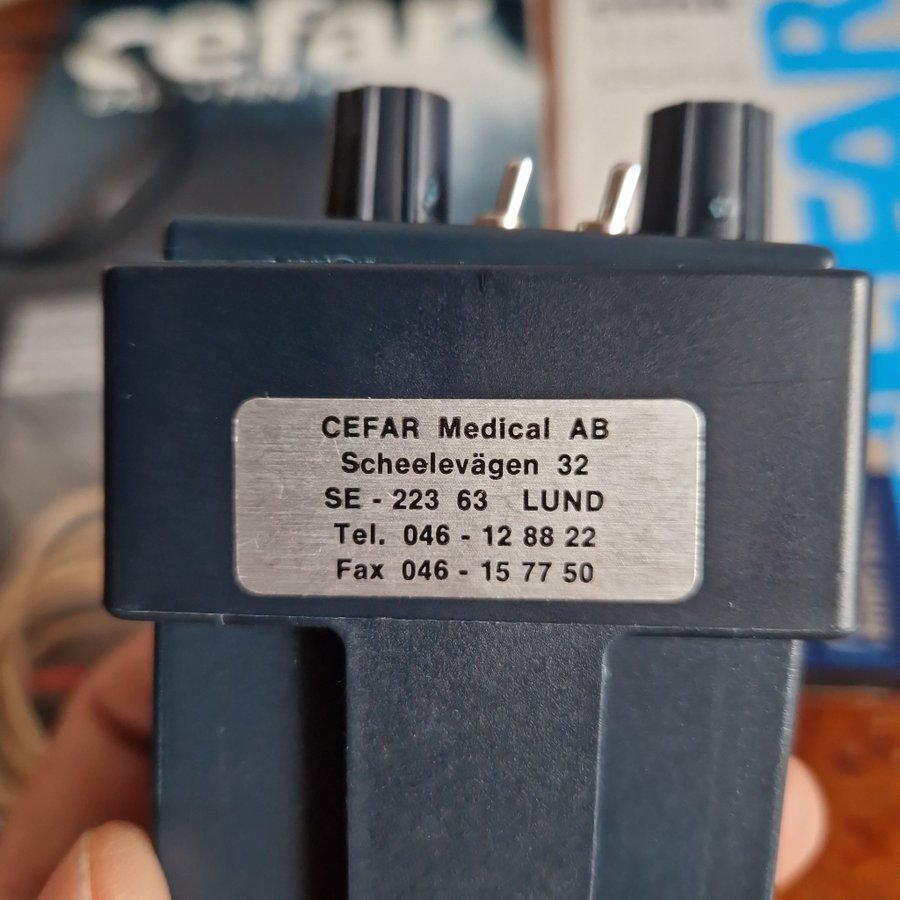 cefar
CEFAR Medical AB
Scheelevägen 32
SE - 223 63 LUND
Tel. 046 - 12 88 22
Fax 046 - 15 77 50